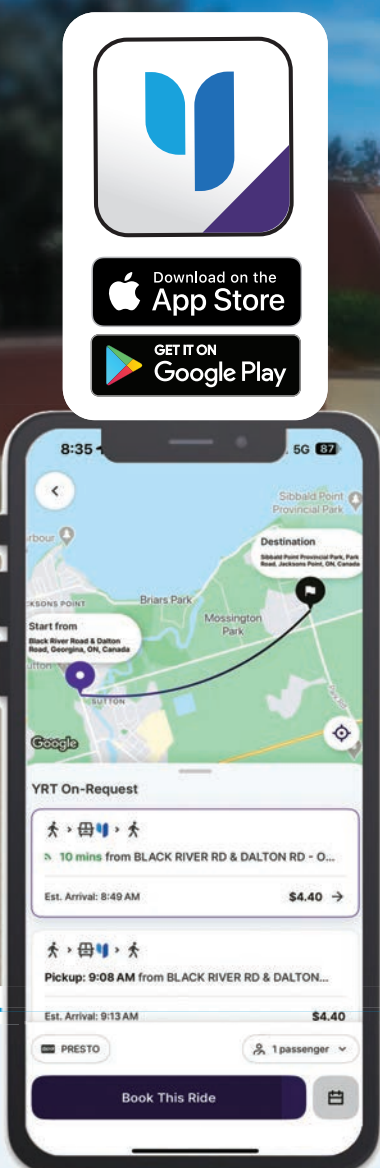 Download on the
App Store
GET IT ON
Google Play
8:35
5G 87
Sibbald Point
Provincial Park
rbour
Destination
Sibbald Point Provincial Park, Park
Road, Jacksons Point, ON, Canada
CKSONS POINT
Briars Park
Mossington
Park
Start from
Black River Road & Dalton
Road, Georgina, ON, Canada
utton
SUTTON
Google
YRT On-Request
10 mins from BLACK RIVER RD & DALTON RD - O...
Est. Arrival: 8:49 AM $4.40
Pickup: 9:08 AM from BLACK RIVER RD & DALTON...
Est. Arrival: 9:13 AM $4.40
PRESTO
1 passenger
Book This Ride